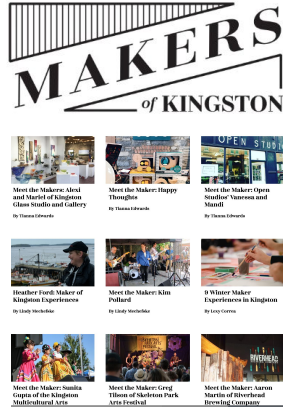 MAKERS
of KINGSTON
OPEN STUDIO
Meet the Makers: Alexi
and Mariel of Kingston
Glass Studio and Gallery
By Tianna Edwards
Meet the Maker: Happy
Thoughts
By Tianna Edwards
Meet the Maker: Open
Studios' Vanessa and
Mandi
By Tianna Edwards
Heather Ford: Maker of
Kingston Experiences
By Lindy Mechefske
Meet the Maker: Kim
Pollard
By Lindy Mechefske
9 Winter Maker
Experiences in Kingston
By Lexy Correa
RIVERHEAD
Meet the Maker: Sunita
Gupta of the Kingston
Multicultural Arts
Meet the Maker: Greg
Tilson of Skeleton Park
Arts Festival
Meet the Maker: Aaron
Martin of Riverhead
Brewing Company